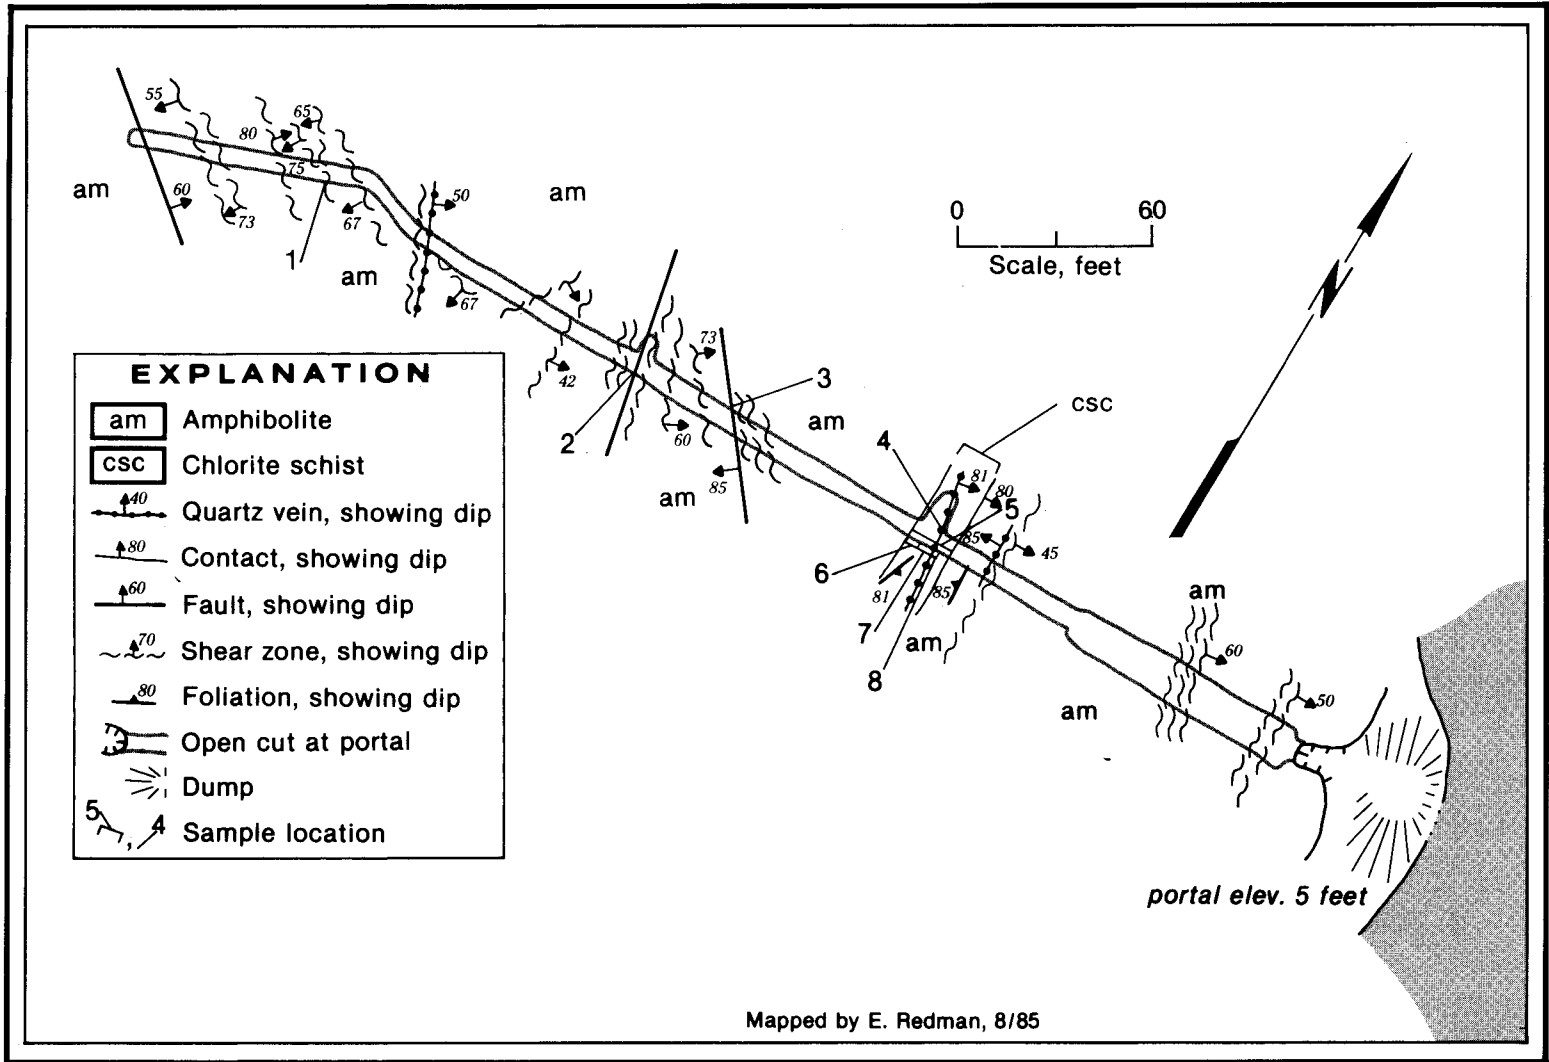 55
65
80
75
60
73
67
1
am
am
50
am
67
0 60
Scale, feet
42
2
73
3
60
am
85
am
4
csc
81
80
5
85
45
6
81
85
7
am
8
am
60
am
50
EXPLANATION
am Amphibolite
csc Chlorite schist
40 Quartz vein, showing dip
80 Contact, showing dip
60 Fault, showing dip
70 Shear zone, showing dip
80 Foliation, showing dip
Open cut at portal
Dump
5 , 4 Sample location
N
portal elev. 5 feet
Mapped by E. Redman, 8/85